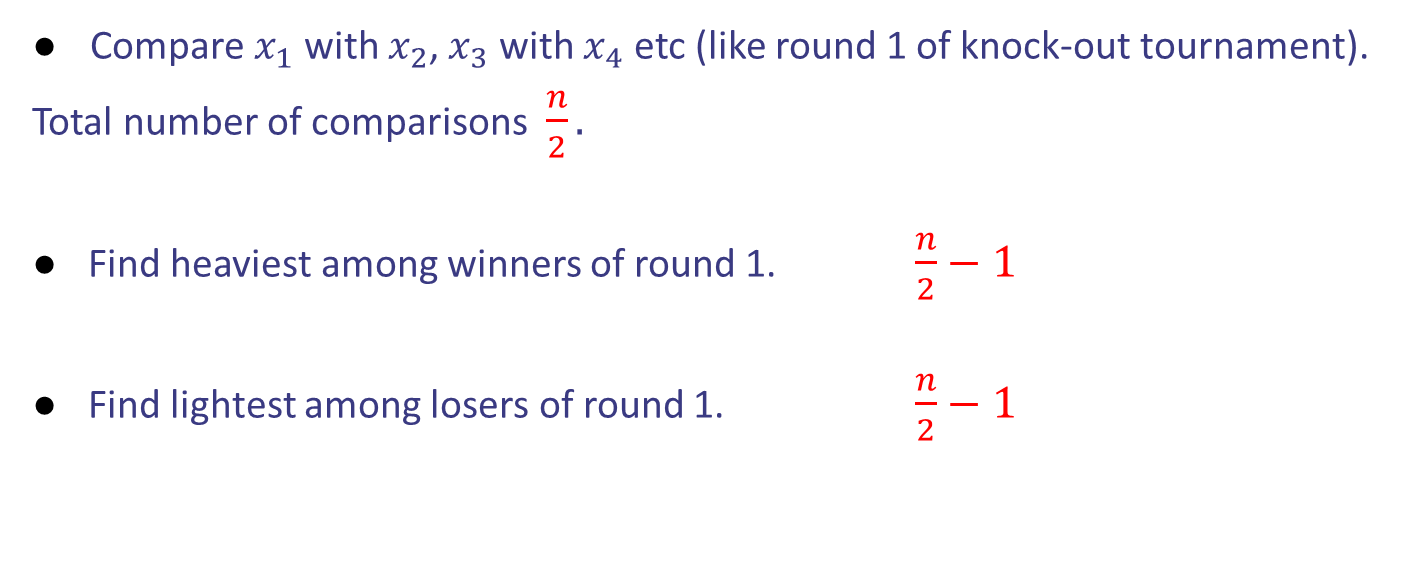 ● Compare x₁ with x₂, x₃ with x₄ etc (like round 1 of knock-out tournament).
Total number of comparisons n/2.
● Find heaviest among winners of round 1. n/2 − 1
● Find lightest among losers of round 1. n/2 − 1